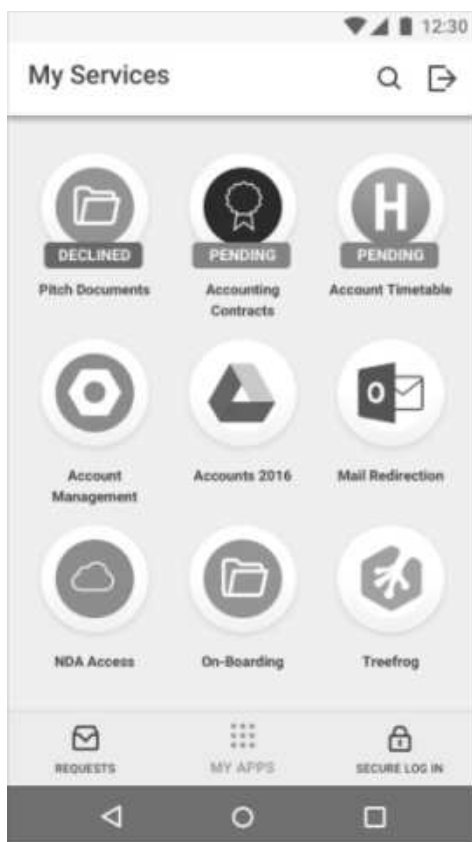 12:30
My Services
DECLINED
PENDING
H
PENDING
Pitch Documents
Accounting
Contracts
Account Timetable
O
Account
Management
Accounts 2016
Mail Redirection
NDA Access
On-Boarding
Treefrog
REQUESTS
MY APPS
SECURE LOG IN